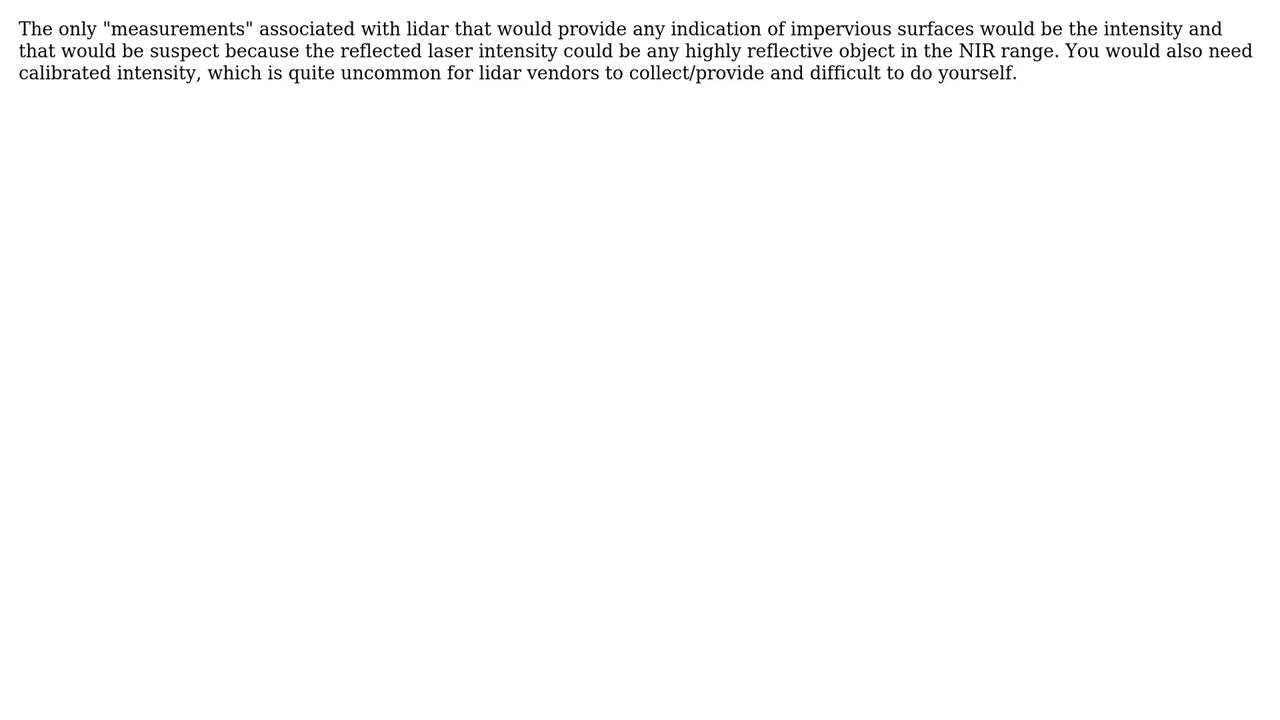 The only "measurements" associated with lidar that would provide any indication of impervious surfaces would be the intensity and
that would be suspect because the reflected laser intensity could be any highly reflective object in the NIR range. You would also need
calibrated intensity, which is quite uncommon for lidar vendors to collect/provide and difficult to do yourself.